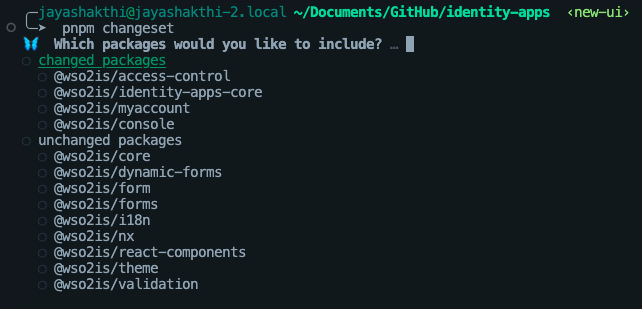 jayashakthi@jayashakthi-2.local ~/Documents/GitHub/identity-apps ‹new-ui›
pnpm changeset
🦋 Which packages would you like to include? …
changed packages
@wso2is/access-control
@wso2is/identity-apps-core
@wso2is/myaccount
@wso2is/console
unchanged packages
@wso2is/core
@wso2is/dynamic-forms
@wso2is/form
@wso2is/forms
@wso2is/i18n
@wso2is/nx
@wso2is/react-components
@wso2is/theme
@wso2is/validation